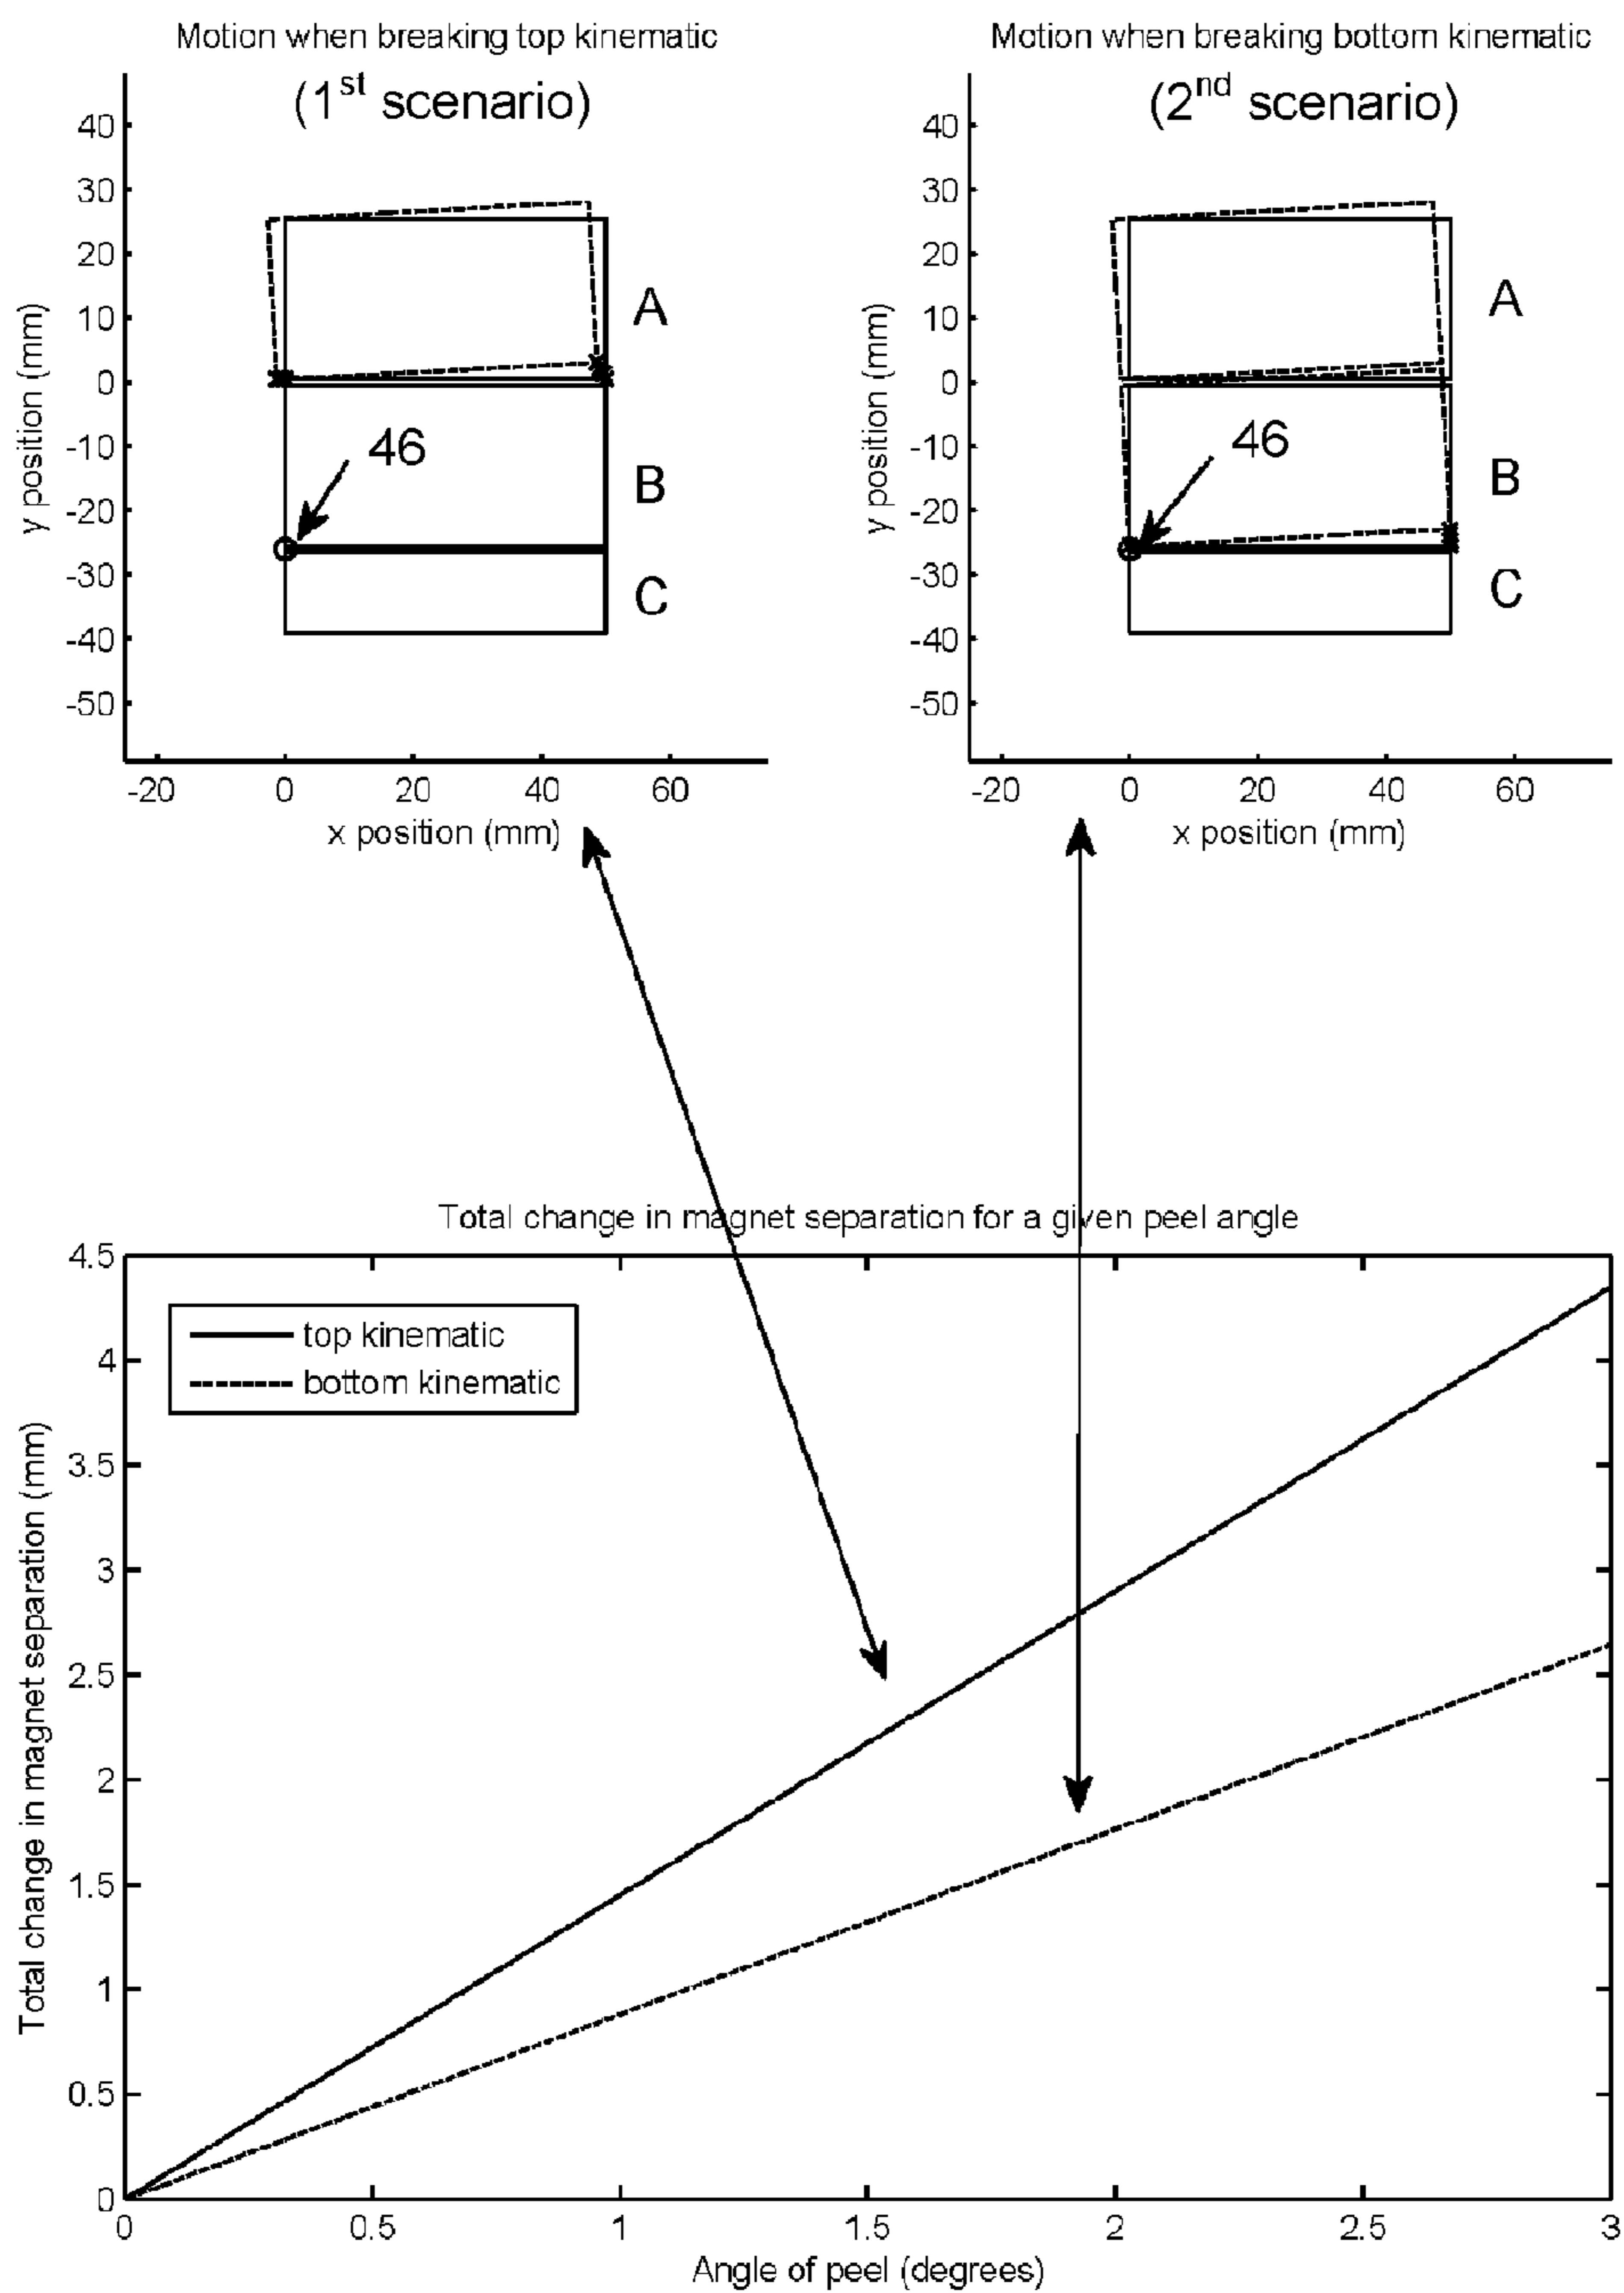 Motion when breaking top kinematic
(1st scenario)
40
30
20
10
0
-10
-20
-30
-40
-50
y position (mm)
A
46
B
C
-20 0 20 40 60
x position (mm)
Motion when breaking bottom kinematic
(2nd scenario)
40
30
20
10
0
-10
-20
-30
-40
-50
y position (mm)
A
46
B
C
-20 0 20 40 60
x position (mm)
Total change in magnet separation for a given peel angle
4.5
4
3.5
3
2.5
2
1.5
1
0.5
0
Total change in magnet separation (mm)
top kinematic
bottom kinematic
0 0.5 1 1.5 2 2.5 3
Angle of peel (degrees)